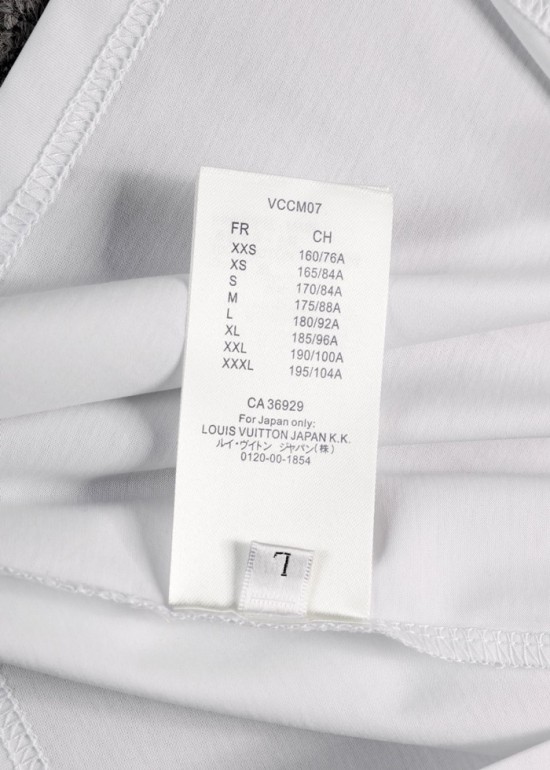 VCCM07
FR CH
XXS 160/76A
XS 165/84A
S 170/84A
M 175/88A
L 180/92A
XL 185/96A
XXL 190/100A
XXXL 195/104A
CA 36929
For Japan only:
LOUIS VUITTON JAPAN K.K.
ルイ・ヴィトン ジャパン(株)
0120-00-1854
L